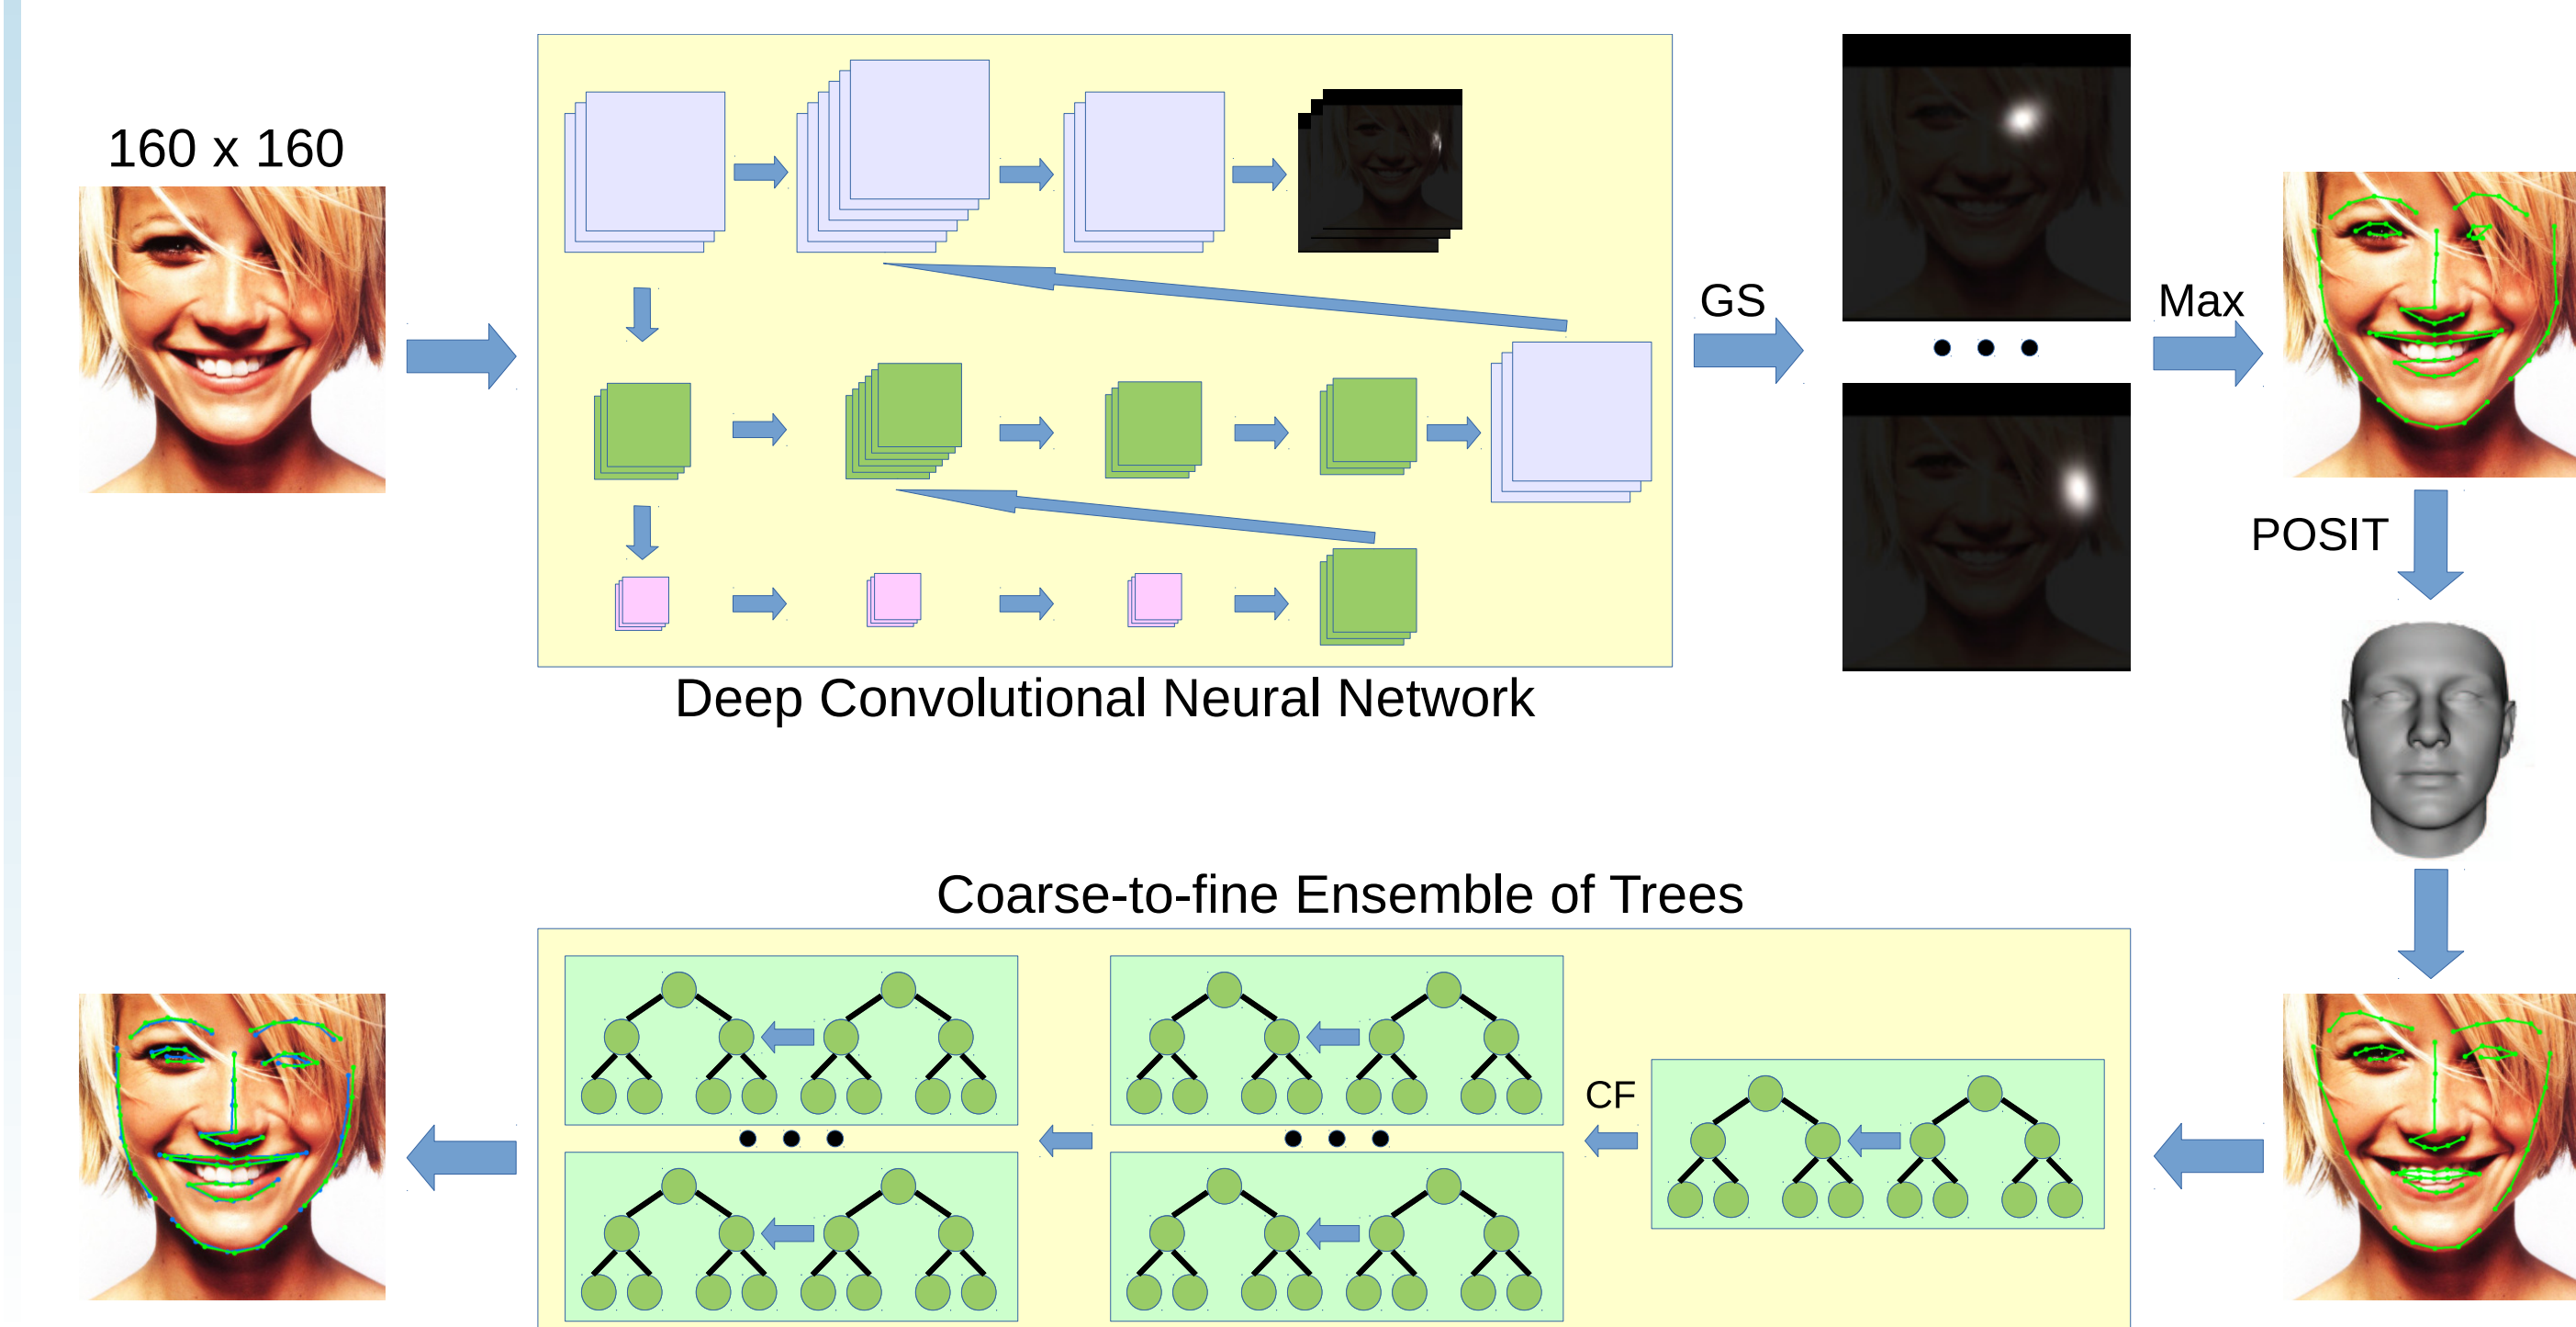 160 x 160
GS
Max
POSIT
Deep Convolutional Neural Network
Coarse-to-fine Ensemble of Trees
CF